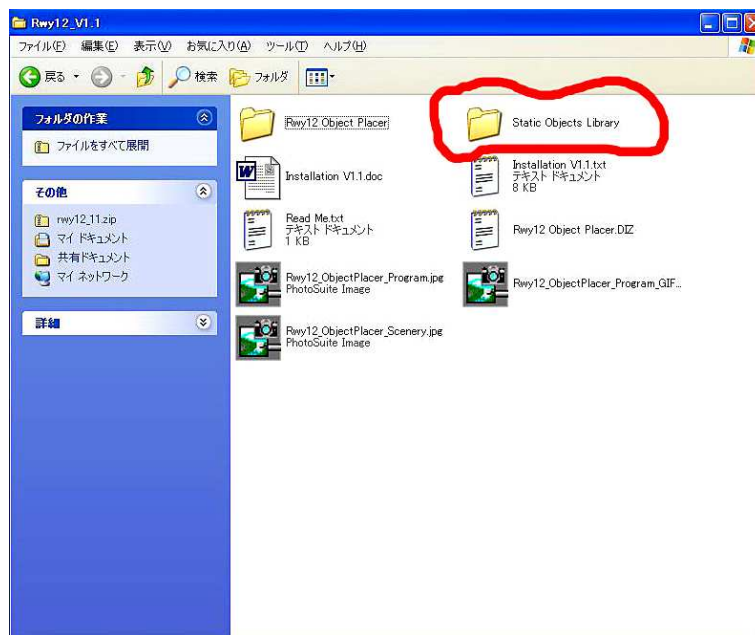 Rwy12_V1.1
ファイル(F) 編集(E) 表示(V) お気に入り(A) ツール(T) ヘルプ(H)
戻る 検索 フォルダ
フォルダの作業
ファイルをすべて展開
その他
rwy12_11.zip
マイ ドキュメント
共有ドキュメント
マイ ネットワーク
詳細
Rwy12 Object Placer
Static Objects Library
Installation V1.1.doc
Installation V1.1.txt
テキスト ドキュメント
8 KB
Read Me.txt
テキスト ドキュメント
1 KB
Rwy12 Object Placer.DIZ
Rwy12_ObjectPlacer_Program.jpg
PhotoSuite Image
Rwy12_ObjectPlacer_Program_GIF...
Rwy12_ObjectPlacer_Scenery.jpg
PhotoSuite Image